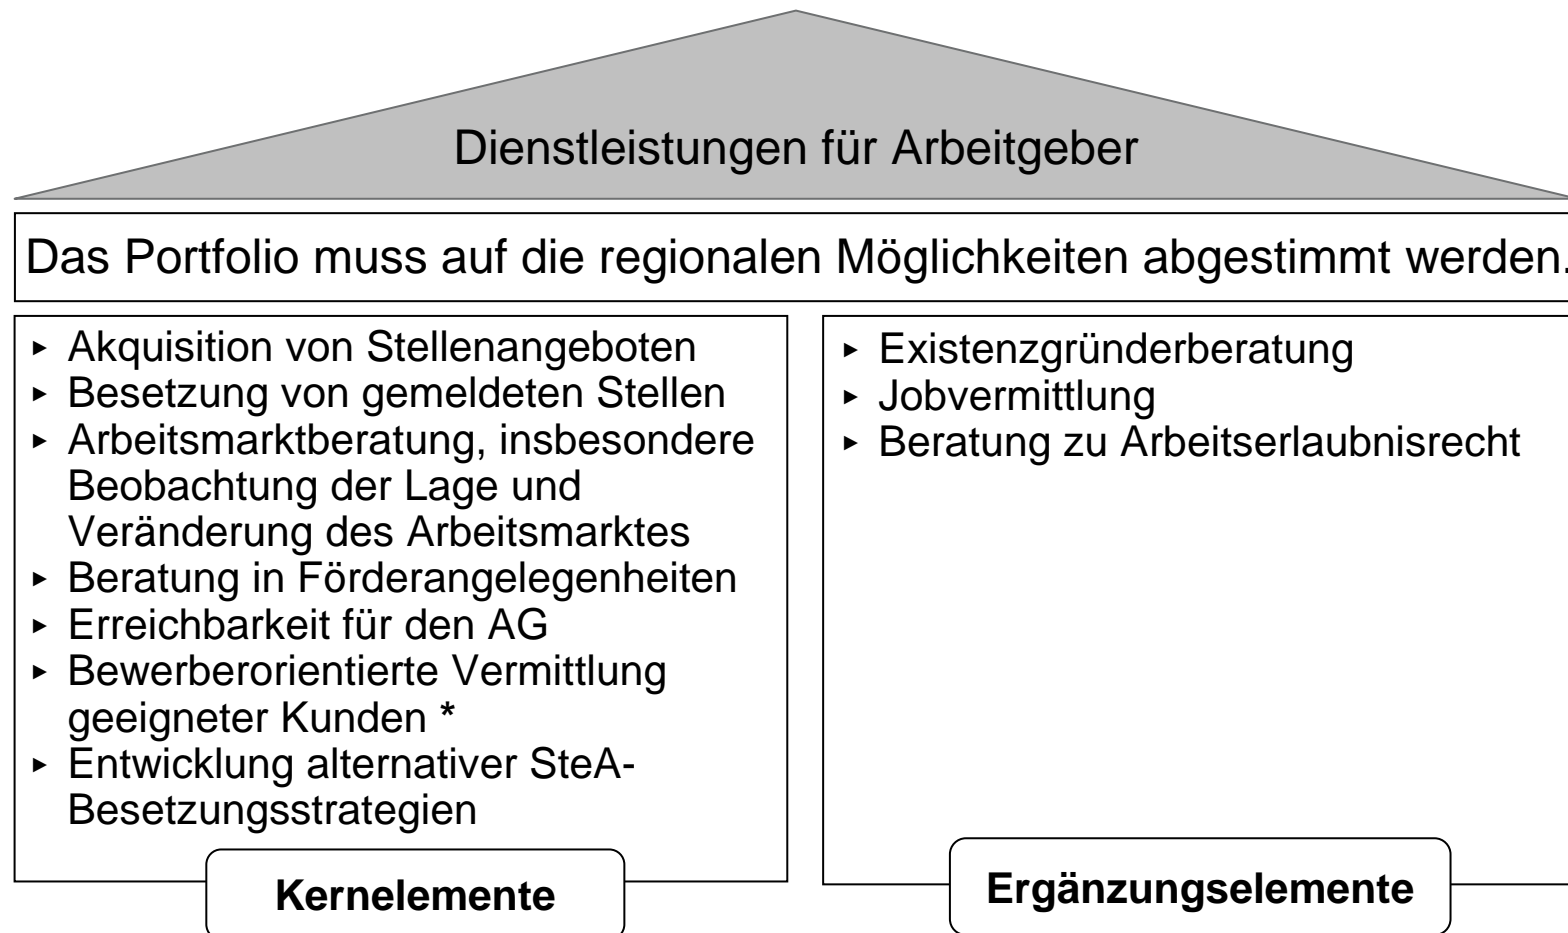 Dienstleistungen für Arbeitgeber
Das Portfolio muss auf die regionalen Möglichkeiten abgestimmt werden.
▸ Akquisition von Stellenangeboten
▸ Besetzung von gemeldeten Stellen
▸ Arbeitsmarktberatung, insbesondere
Beobachtung der Lage und
Veränderung des Arbeitsmarktes
▸ Beratung in Förderangelegenheiten
▸ Erreichbarkeit für den AG
▸ Bewerberorientierte Vermittlung
geeigneter Kunden *
▸ Entwicklung alternativer SteA-
Besetzungsstrategien
Kernelemente
▸ Existenzgründerberatung
▸ Jobvermittlung
▸ Beratung zu Arbeitserlaubnisrecht
Ergänzungselemente